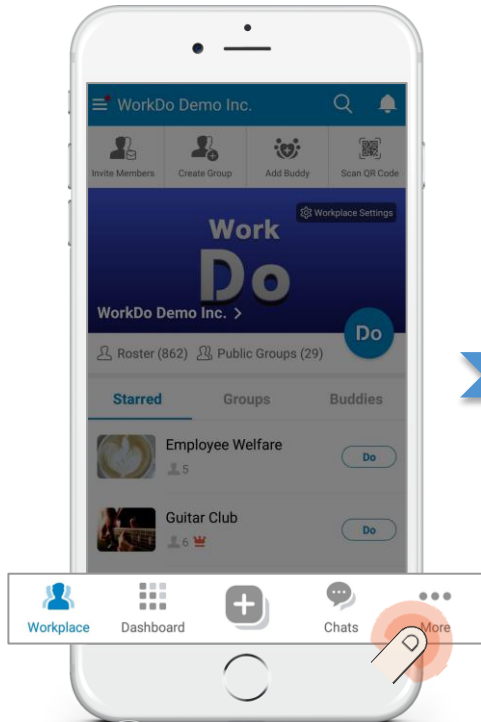 WorkDo Demo Inc.
Invite Members Create Group Add Buddy Scan QR Code
Workplace Settings
Work
Do
WorkDo Demo Inc. >
Do
Roster (862) Public Groups (29)
Starred Groups Buddies
Employee Welfare
5
Do
Guitar Club
6
Do
Workplace Dashboard Chats More